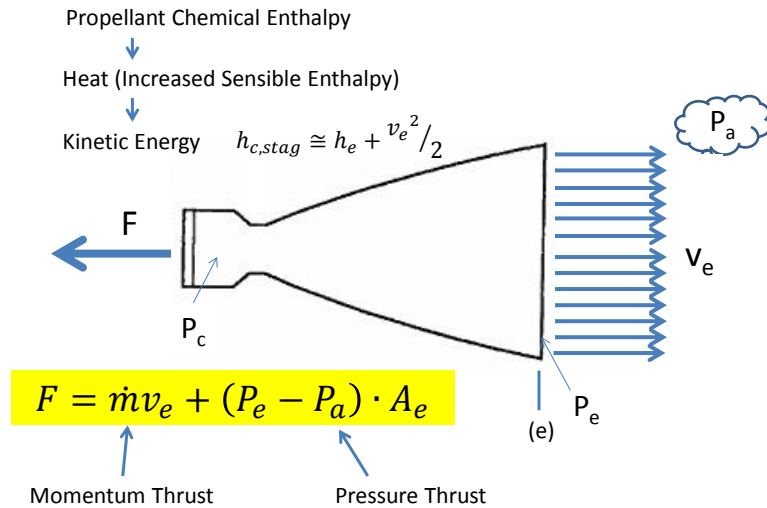 Propellant Chemical Enthalpy
Heat (Increased Sensible Enthalpy)
Kinetic Energy
h_{c,stag} ≅ h_e + v_e^2/2
P_a
F
v_e
P_c
F = ṁv_e + (P_e − P_a) · A_e
P_e
(e)
Momentum Thrust
Pressure Thrust